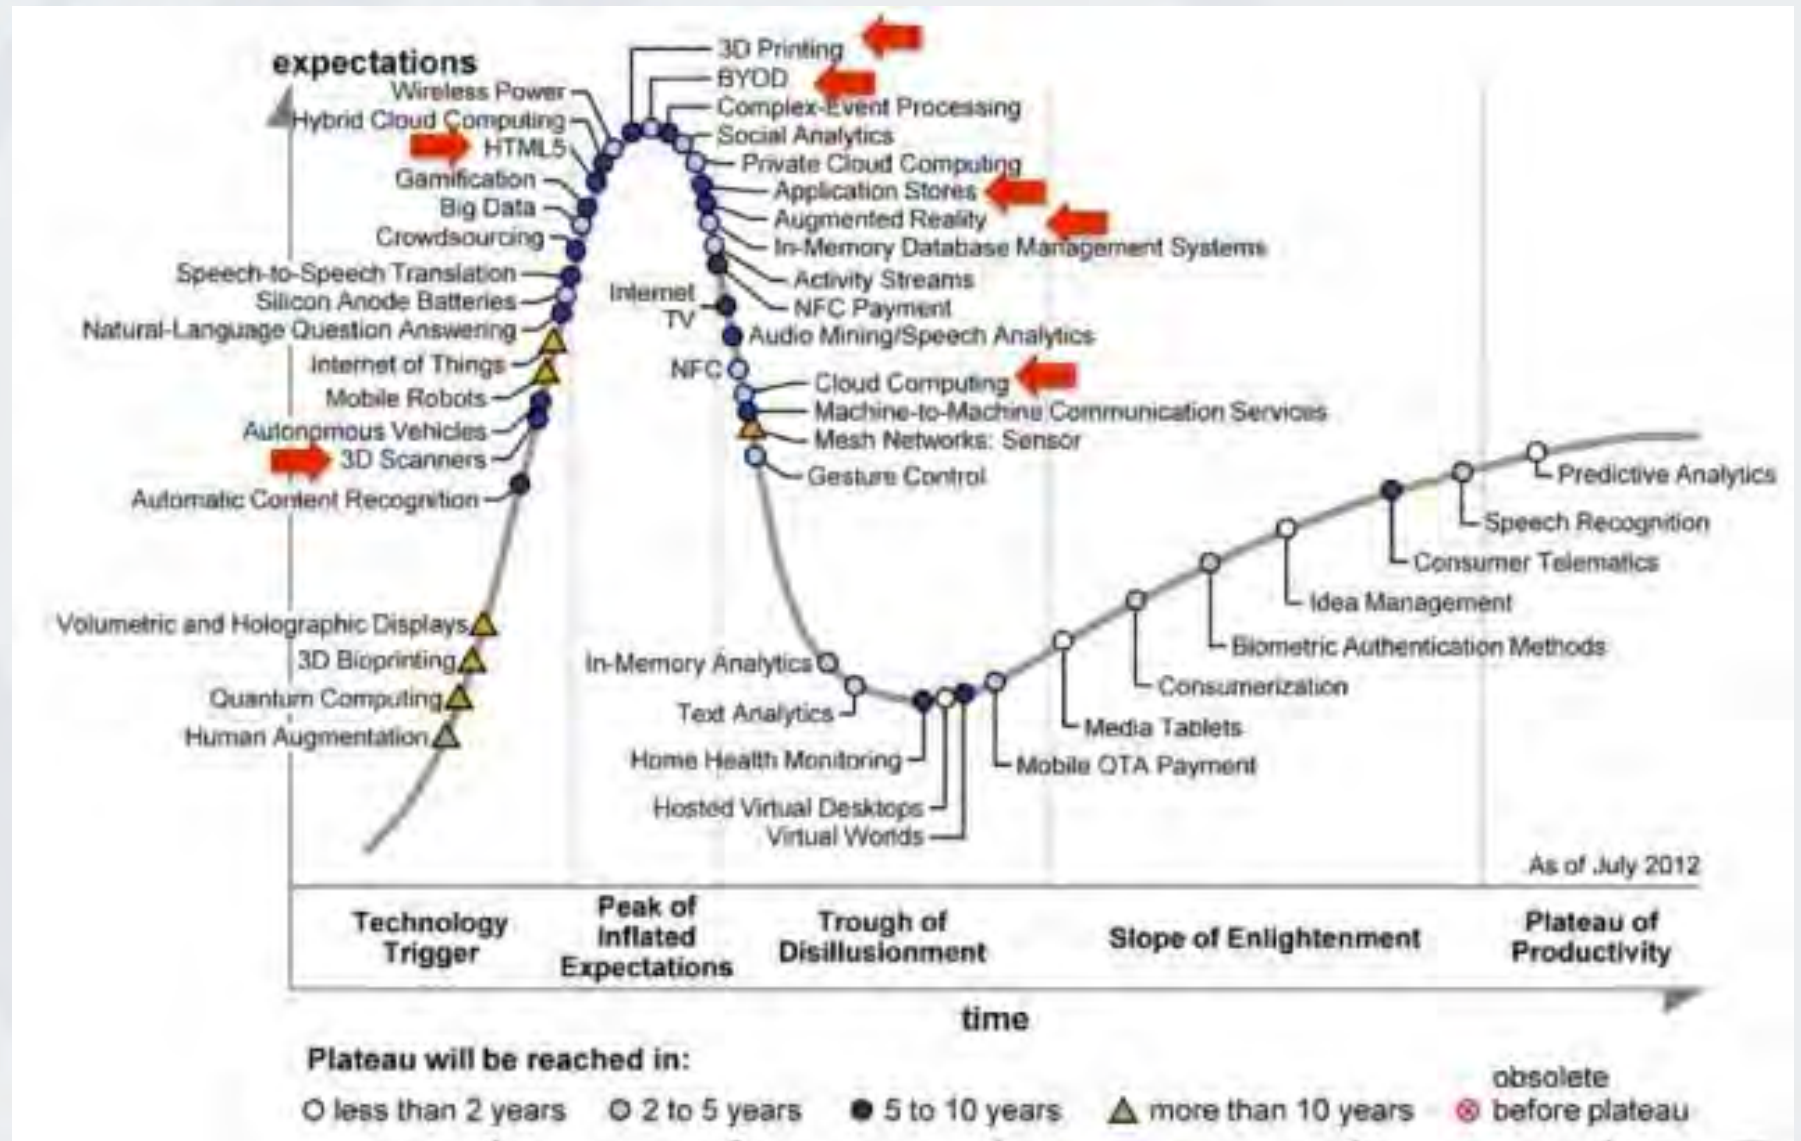 expectations
3D Printing
BYOD
Wireless Power
Complex-Event Processing
Hybrid Cloud Computing
Social Analytics
HTML5
Private Cloud Computing
Gamification
Application Stores
Big Data
Augmented Reality
Crowdsourcing
In-Memory Database Management Systems
Speech-to-Speech Translation
Activity Streams
Silicon Anode Batteries
Internet
TV
NFC Payment
Natural-Language Question Answering
Audio Mining/Speech Analytics
Internet of Things
NFC
Cloud Computing
Mobile Robots
Machine-to-Machine Communication Services
Autonomous Vehicles
Mesh Networks: Sensor
3D Scanners
Gesture Control
Predictive Analytics
Automatic Content Recognition
Speech Recognition
Consumer Telematics
Idea Management
Volumetric and Holographic Displays
Biometric Authentication Methods
3D Bioprinting
In-Memory Analytics
Consumerization
Quantum Computing
Text Analytics
Media Tablets
Human Augmentation
Home Health Monitoring
Mobile OTA Payment
Hosted Virtual Desktops
Virtual Worlds
As of July 2012
Technology
Trigger
Peak of
Inflated
Expectations
Trough of
Disillusionment
Slope of Enlightenment
Plateau of
Productivity
time
Plateau will be reached in:
less than 2 years
2 to 5 years
5 to 10 years
more than 10 years
obsolete
before plateau